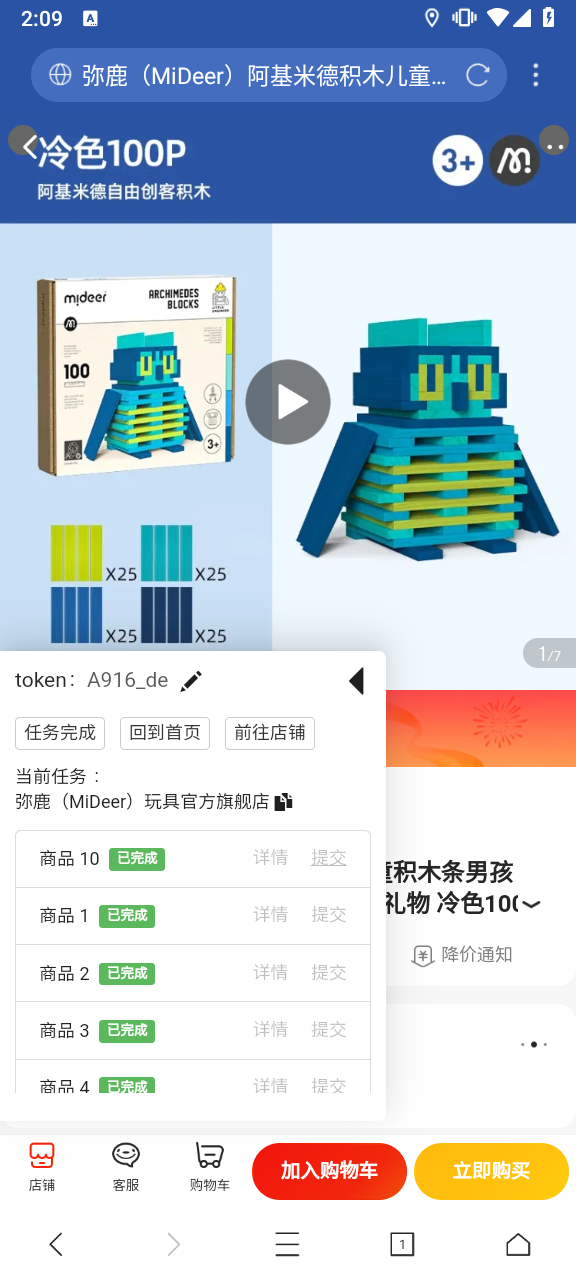 2:09
A
弥鹿（MiDeer）阿基米德积木儿童...
冷色100P
阿基米德自由创客积木
3+
mideer
ARCHIMEDES
BLOCKS
LITTLE
ENGINEER
100
3+
X25
X25
X25
X25
1/7
token： A916_de
任务完成
回到首页
前往店铺
当前任务：
弥鹿（MiDeer）玩具官方旗舰店
商品 10 已完成 详情 提交
商品 1 已完成 详情 提交
商品 2 已完成 详情 提交
商品 3 已完成 详情 提交
商品 4 已完成 详情 提交
积木条男孩
礼物 冷色100
降价通知
店铺
客服
购物车
加入购物车
立即购买
1